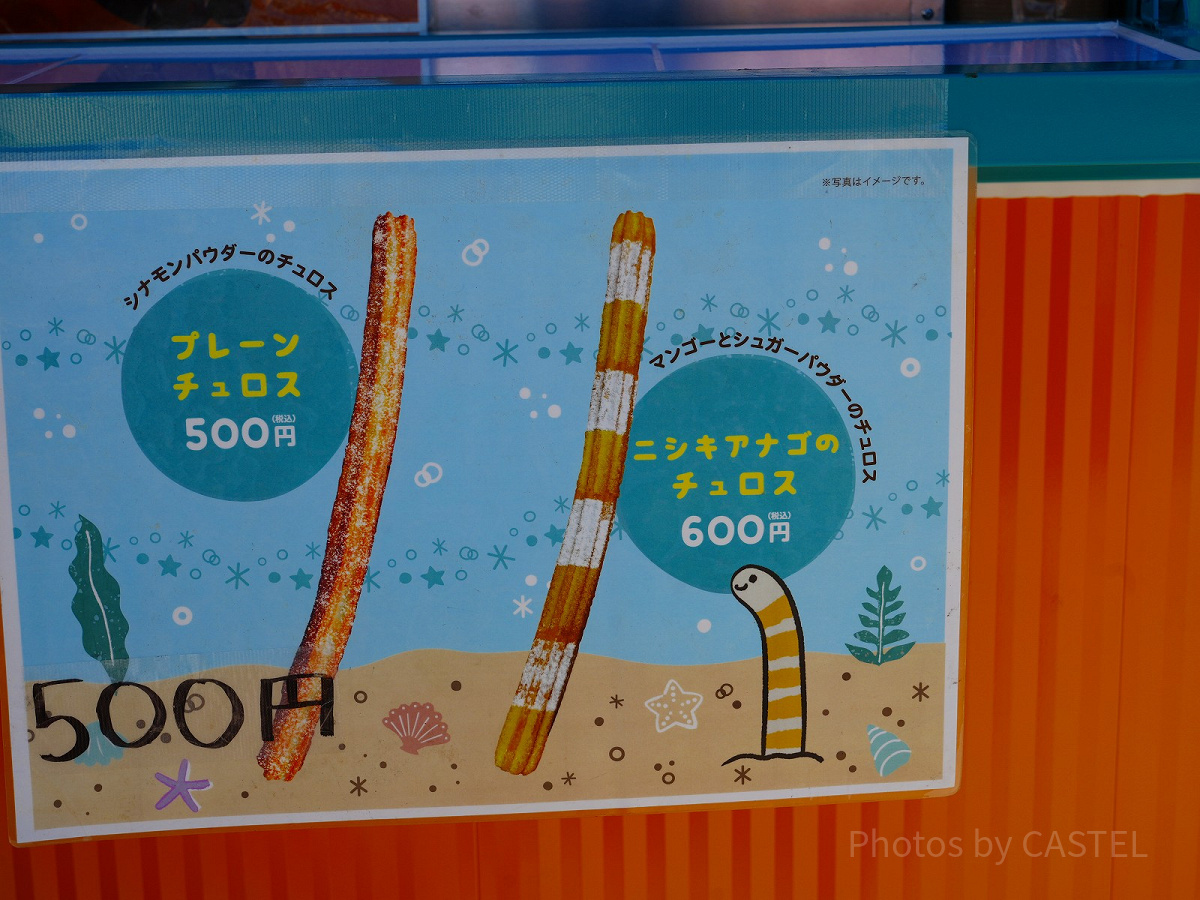 ※写真はイメージです。
シナモンパウダーのチュロス
プレーン
チュロス
500円(税込)
マンゴーとシュガーパウダーのチュロス
ニシキアナゴの
チュロス
600円(税込)
500円
Photos by CASTEL